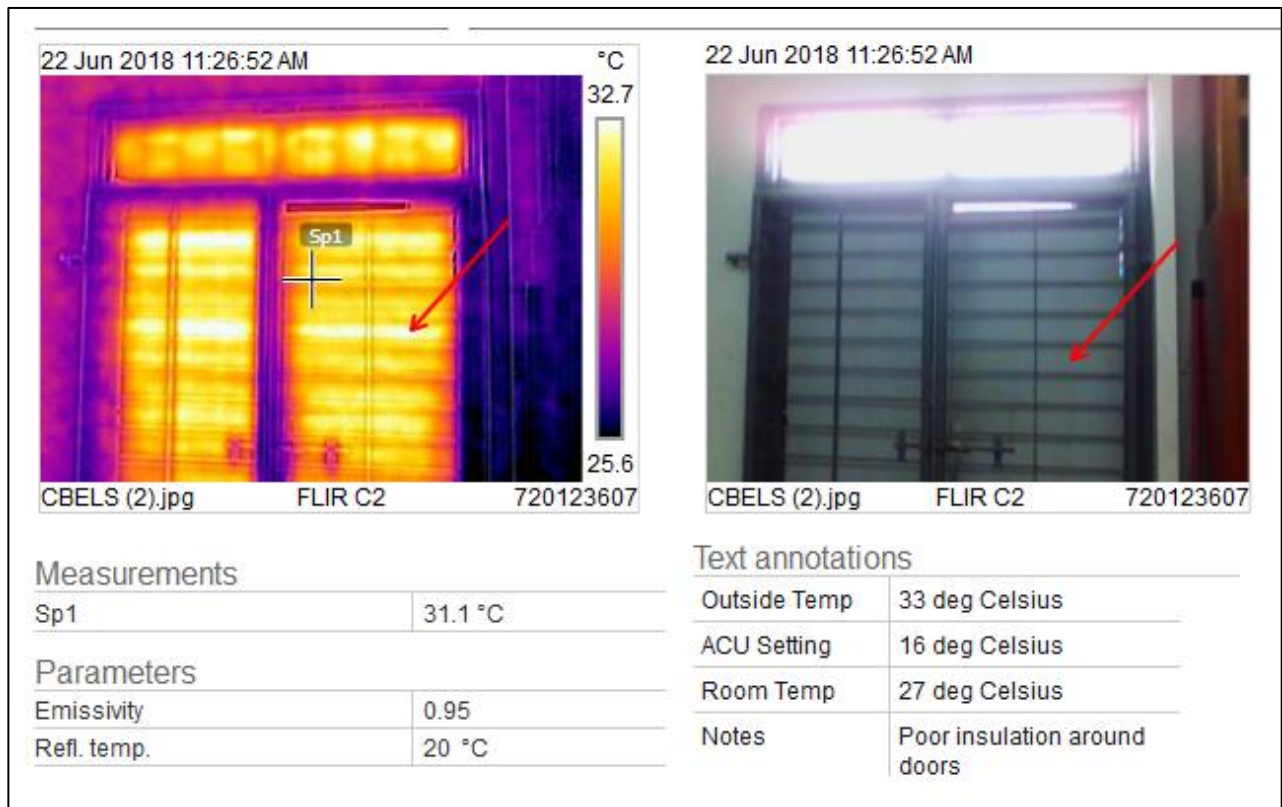 22 Jun 2018 11:26:52 AM
°C
32.7
Sp1
25.6
CBELS (2).jpg FLIR C2 720123607
22 Jun 2018 11:26:52 AM
CBELS (2).jpg FLIR C2 720123607
Measurements
Sp1 31.1 °C
Parameters
Emissivity 0.95
Refl. temp. 20 °C
Text annotations
Outside Temp 33 deg Celsius
ACU Setting 16 deg Celsius
Room Temp 27 deg Celsius
Notes Poor insulation around
doors